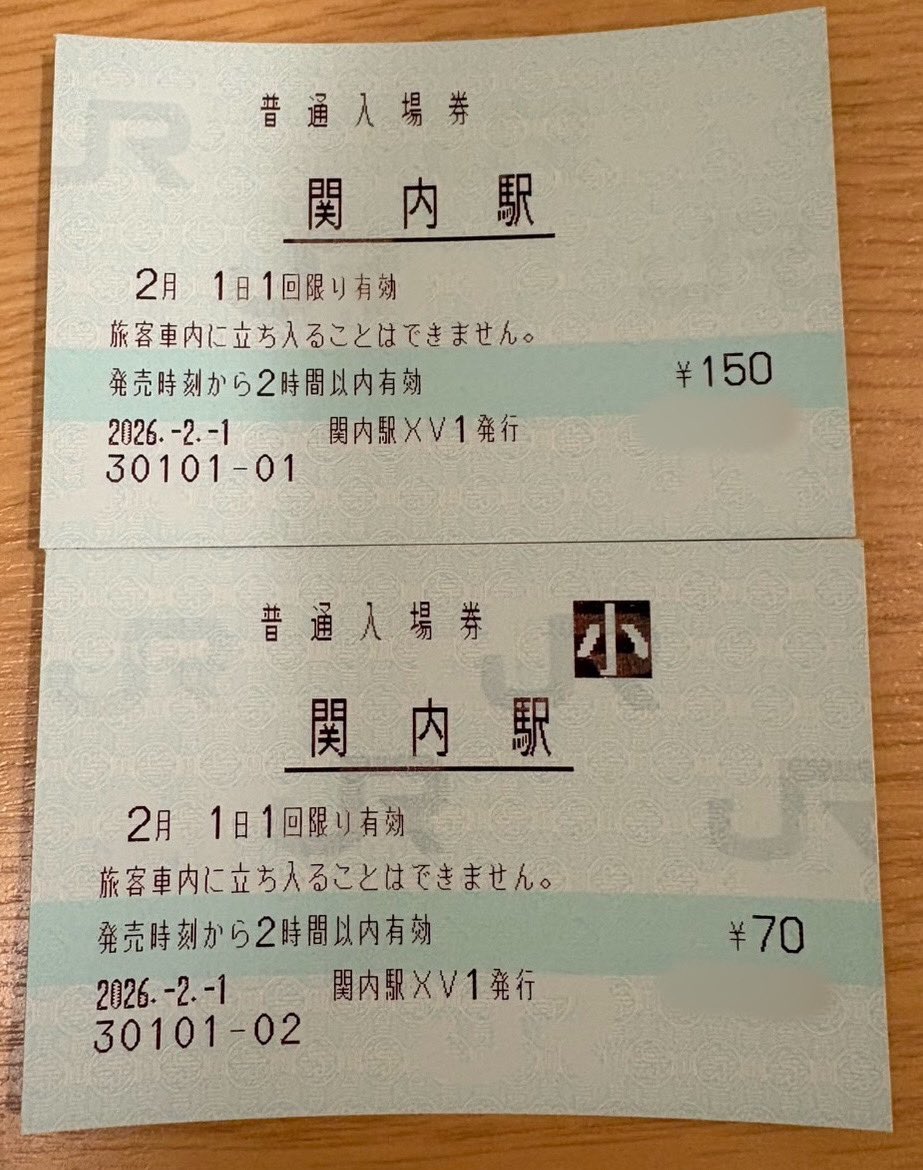 普通入場券
関内駅
2月 1日1回限り有効
旅客車内に立ち入ることはできません。
発売時刻から2時間以内有効
¥150
2026.-2.-1 関内駅XV1発行
30101-01
普通入場券 小
関内駅
2月 1日1回限り有効
旅客車内に立ち入ることはできません。
発売時刻から2時間以内有効
¥70
2026.-2.-1 関内駅XV1発行
30101-02